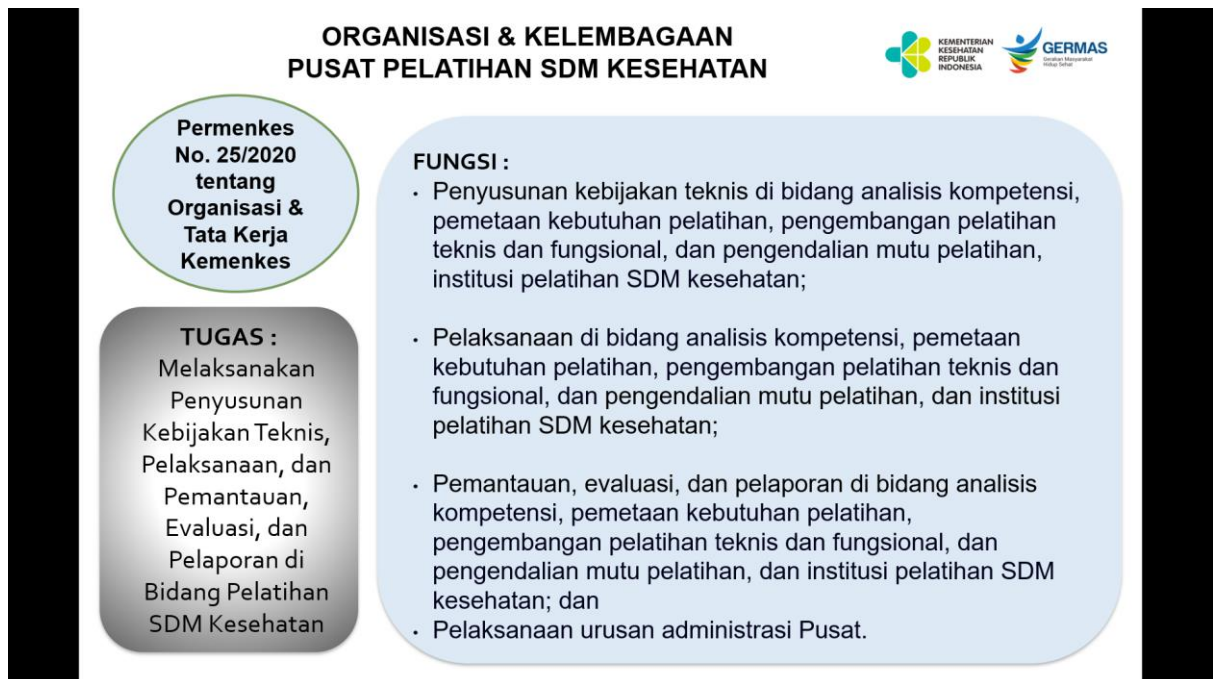 ORGANISASI & KELEMBAGAAN
PUSAT PELATIHAN SDM KESEHATAN
KEMENTERIAN
KESEHATAN
REPUBLIK
INDONESIA
GERMAS
Gerakan Masyarakat
Hidup Sehat
Permenkes
No. 25/2020
tentang
Organisasi &
Tata Kerja
Kemenkes
TUGAS :
Melaksanakan
Penyusunan
Kebijakan Teknis,
Pelaksanaan, dan
Pemantauan,
Evaluasi, dan
Pelaporan di
Bidang Pelatihan
SDM Kesehatan
FUNGSI :
• Penyusunan kebijakan teknis di bidang analisis kompetensi,
pemetaan kebutuhan pelatihan, pengembangan pelatihan
teknis dan fungsional, dan pengendalian mutu pelatihan,
institusi pelatihan SDM kesehatan;
• Pelaksanaan di bidang analisis kompetensi, pemetaan
kebutuhan pelatihan, pengembangan pelatihan teknis dan
fungsional, dan pengendalian mutu pelatihan, dan institusi
pelatihan SDM kesehatan;
• Pemantauan, evaluasi, dan pelaporan di bidang analisis
kompetensi, pemetaan kebutuhan pelatihan,
pengembangan pelatihan teknis dan fungsional, dan
pengendalian mutu pelatihan, dan institusi pelatihan SDM
kesehatan; dan
• Pelaksanaan urusan administrasi Pusat.